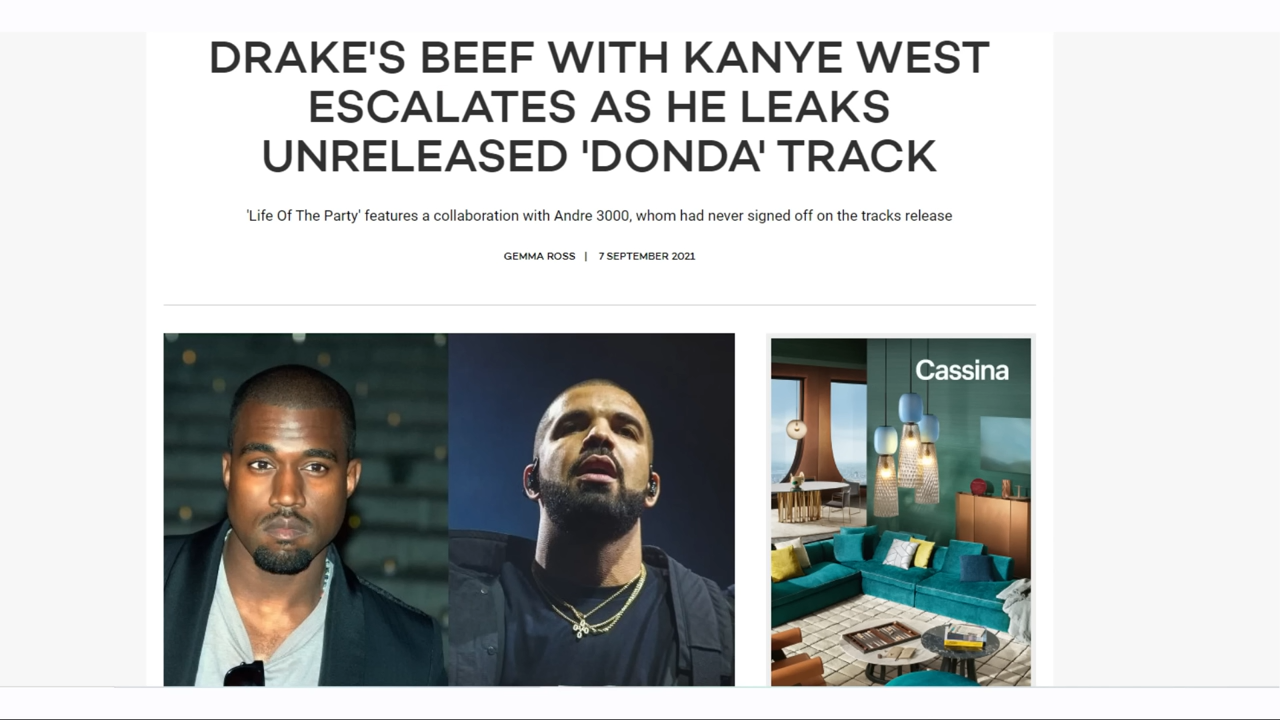 DRAKE'S BEEF WITH KANYE WEST
ESCALATES AS HE LEAKS
UNRELEASED 'DONDA' TRACK
'Life Of The Party' features a collaboration with Andre 3000, whom had never signed off on the tracks release
GEMMA ROSS | 7 SEPTEMBER 2021
Cassina